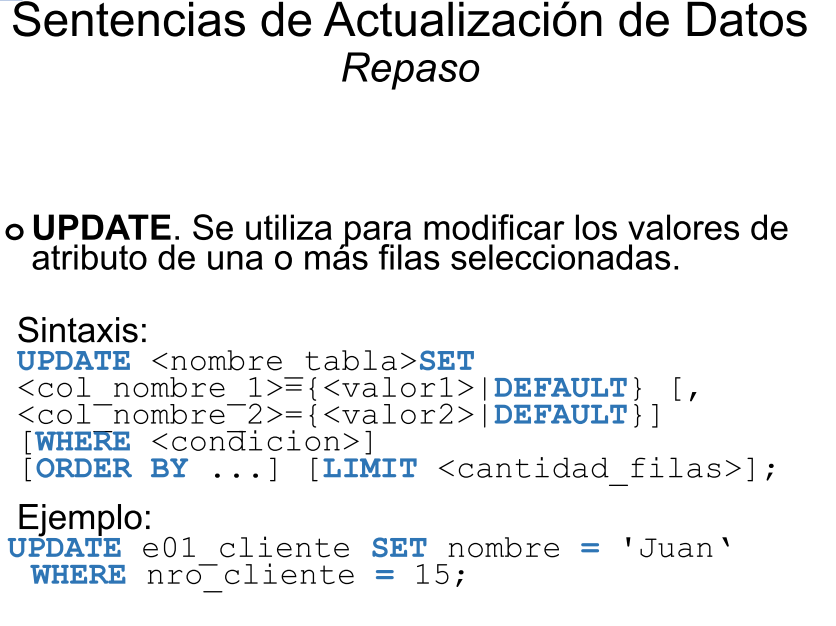 Sentencias de Actualización de Datos
Repaso
o UPDATE. Se utiliza para modificar los valores de
atributo de una o más filas seleccionadas.
Sintaxis:
UPDATE <nombre_tabla>SET
<col_nombre_1>={<valor1>|DEFAULT} [,
<col_nombre_2>={<valor2>|DEFAULT}]
[WHERE <condicion>]
[ORDER BY ...] [LIMIT <cantidad_filas>];
Ejemplo:
UPDATE e01_cliente SET nombre = 'Juan‛
WHERE nro_cliente = 15;